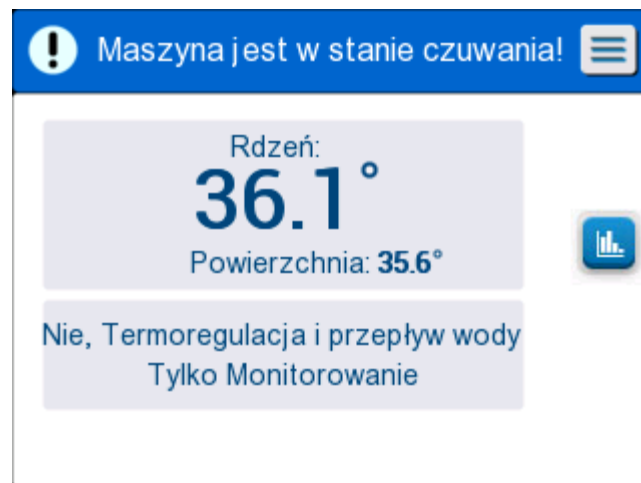 Maszyna jest w stanie czuwania!
Rdzeń:
36.1°
Powierzchnia: 35.6°
Nie, Termoregulacja i przepływ wody
Tylko Monitorowanie